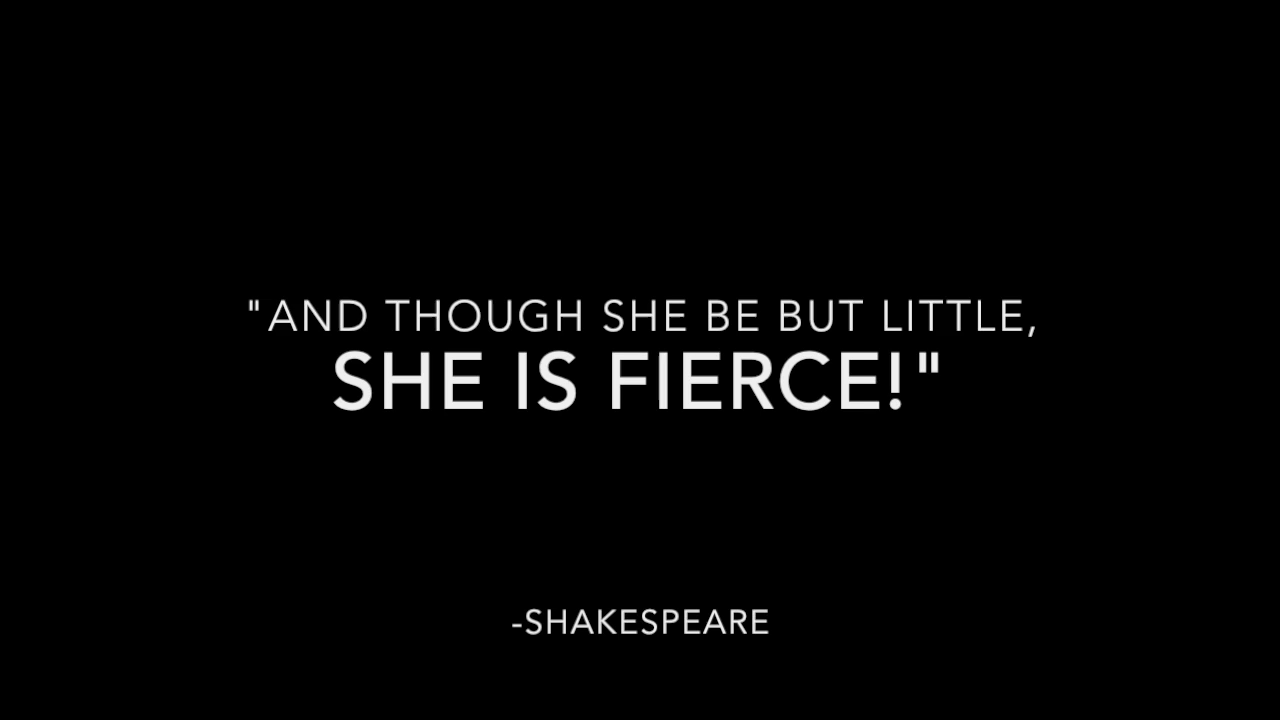 "AND THOUGH SHE BE BUT LITTLE,
SHE IS FIERCE!"
-SHAKESPEARE